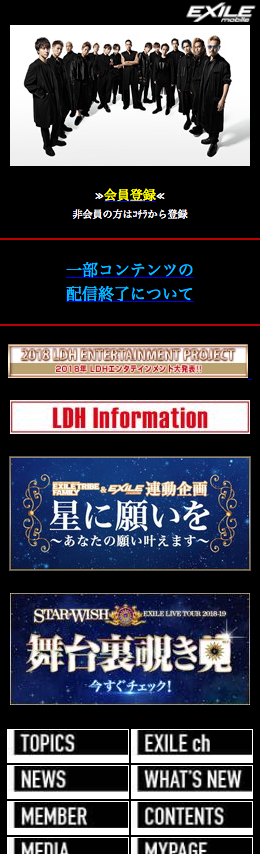 EXILE
mobile
»会員登録«
非会員の方はｺﾁﾗから登録
一部コンテンツの
配信終了について
2018 LDH ENTERTAINMENT PROJECT
2018年 LDHエンタテインメント大発表!!
LDH Information
EXILE TRIBE FAMILY & EXILE mobile 連動企画
星に願いを
～あなたの願い叶えます～
STAR OF WISH EXILE LIVE TOUR 2018-19
舞台裏覗き見
今すぐチェック!
TOPICS
EXILE ch
NEWS
WHAT'S NEW
MEMBER
CONTENTS
MEDIA
MYPAGE